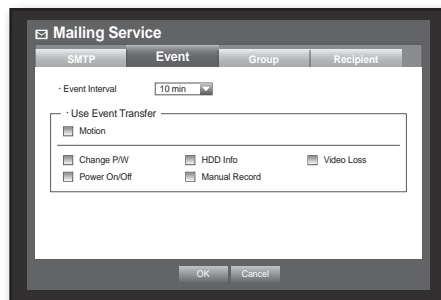 Mailing Service
SMTP Event Group Recipient
· Event Interval 10 min
· Use Event Transfer
Motion
Change P/W HDD Info Video Loss
Power On/Off Manual Record
OK Cancel